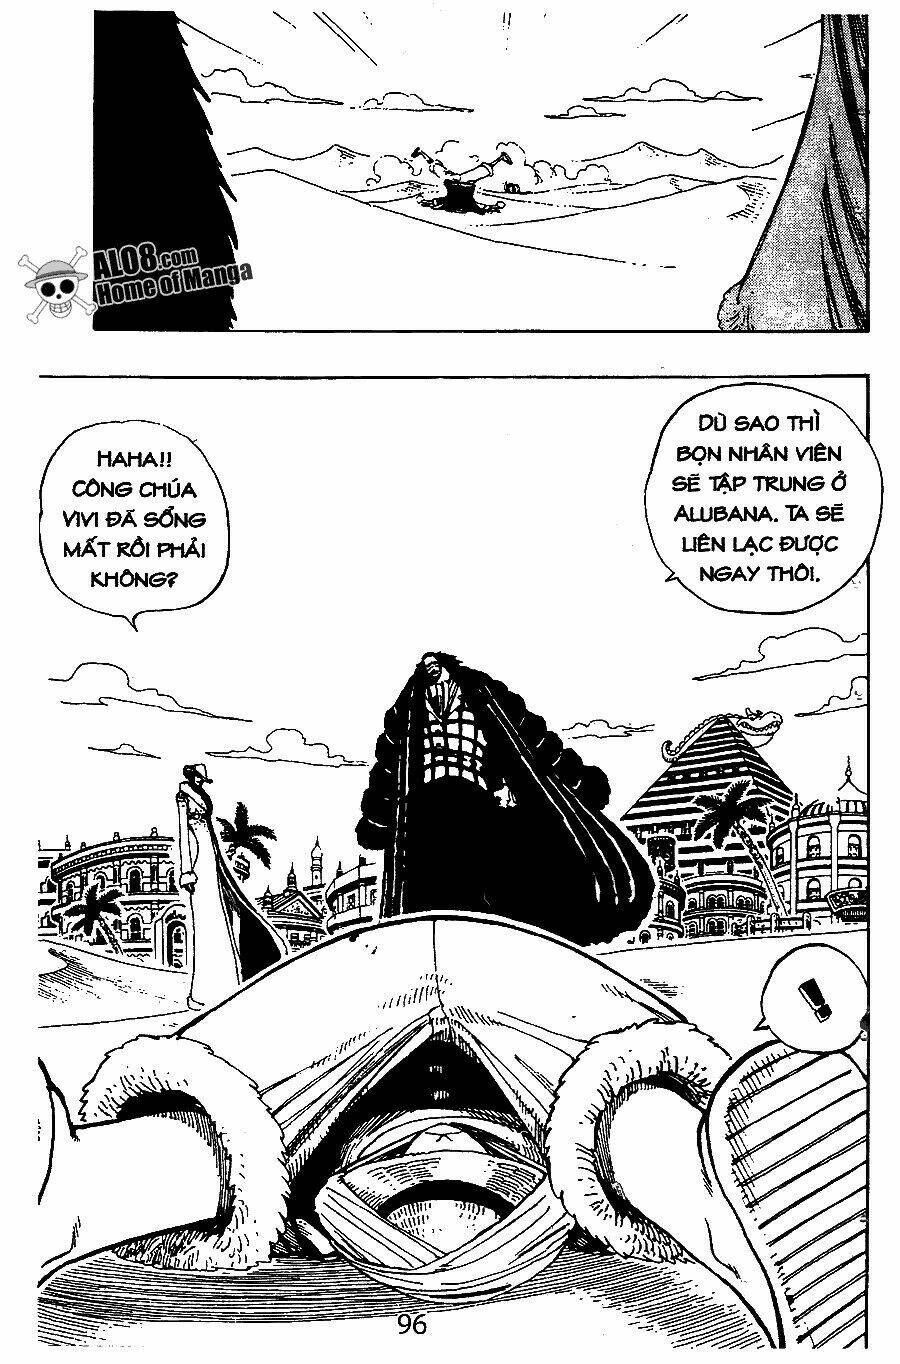 AL08.com
Home of Manga
DÙ SAO THÌ
BỌN NHÂN VIÊN
SẼ TẬP TRUNG Ở
ALUBANA. TA SẼ
LIÊN LẠC ĐƯỢC
NGAY THÔI.
HAHA!!
CÔNG CHÚA
VIVI ĐÃ SỔNG
MẤT RỒI PHẢI
KHÔNG?
!
96